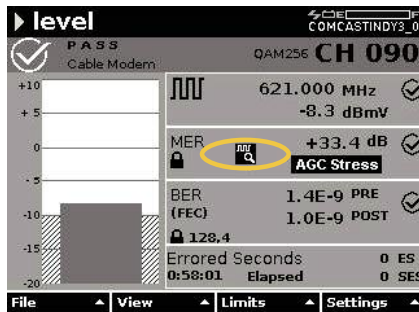 level
COMCASTINDY3_0
PASS
Cable Modem
QAM256 CH 090
+10
+ 5
0
- 5
-10
-15
-20
621.000 MHz
-8.3 dBmV
MER
+33.4 dB
AGC Stress
BER
(FEC)
1.4E-9 PRE
1.0E-9 POST
128,4
Errored Seconds 0 ES
0:58:01 Elapsed 0 SES
File View Limits Settings